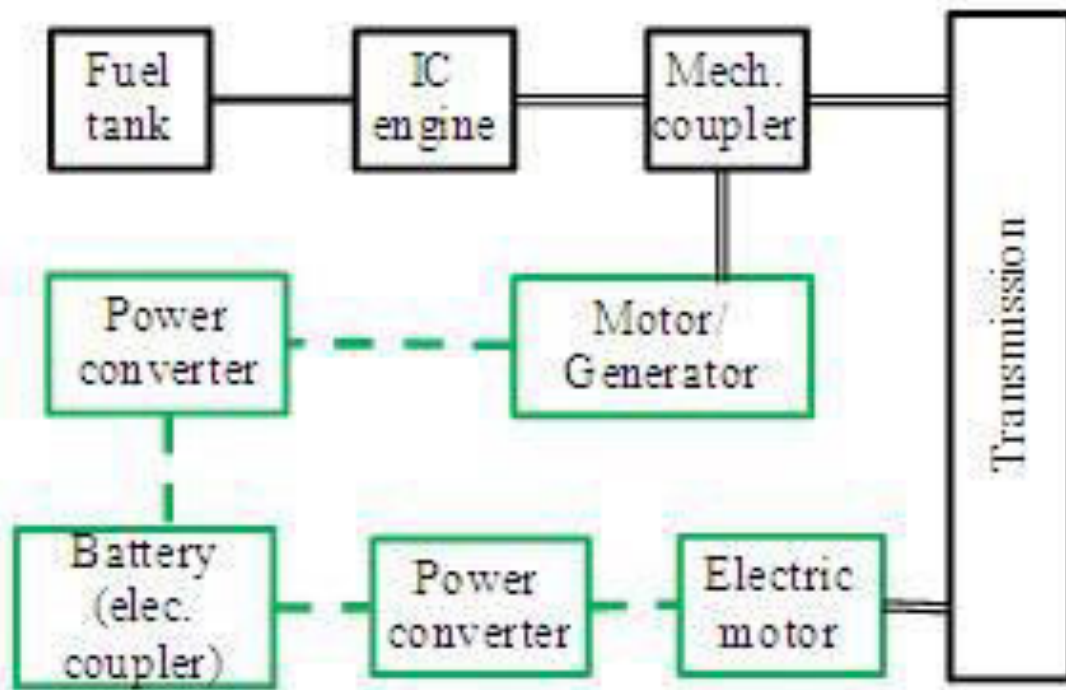 Fuel
tank
IC
engine
Mech.
coupler
Power
converter
Motor/
Generator
Transmission
Battery
(elec.
coupler)
Power
converter
Electric
motor